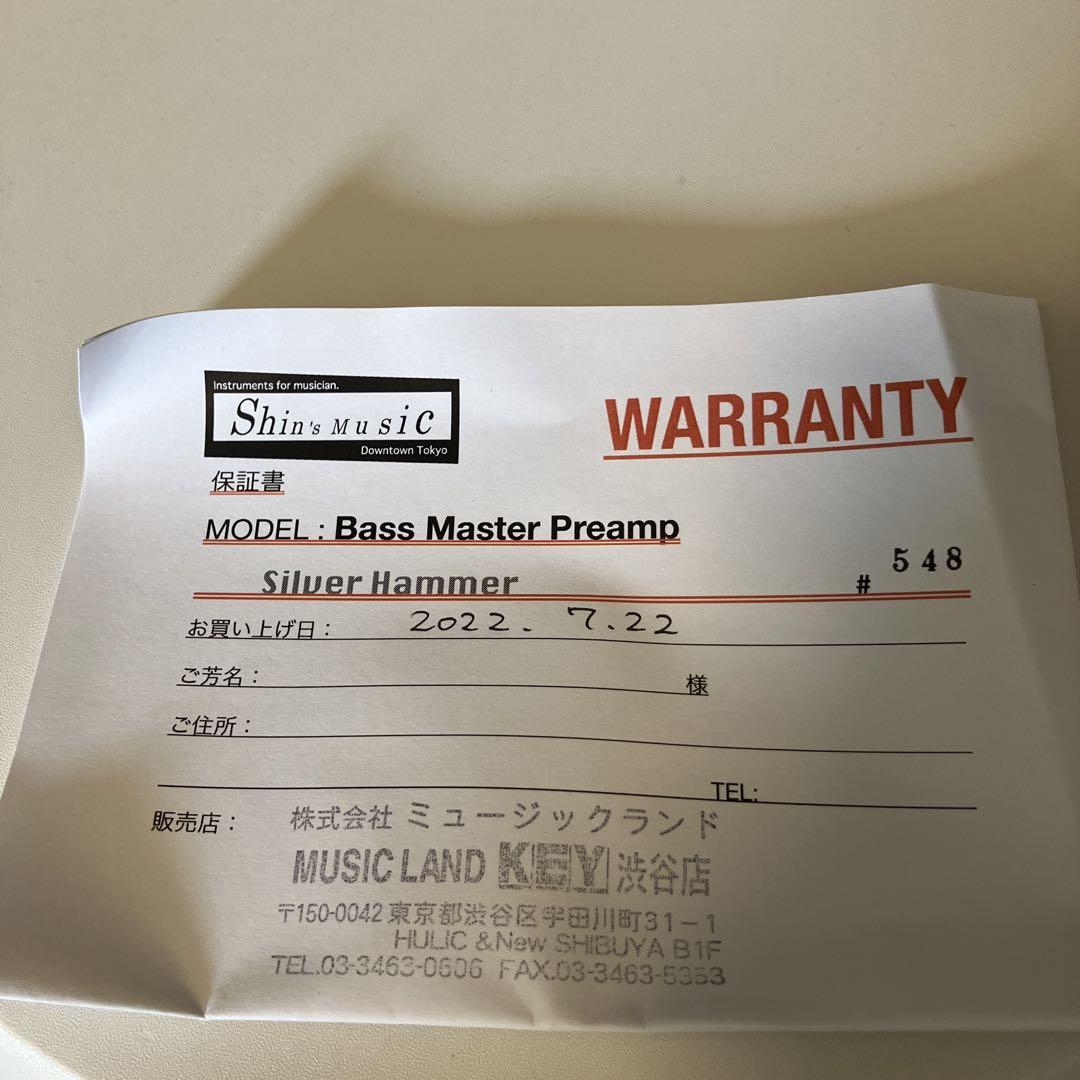 Instruments for musician.
Shin's Music
Downtown Tokyo
WARRANTY
保証書
MODEL : Bass Master Preamp
Silver Hammer # 548
お買い上げ日： 2022. 7.22
ご芳名： 様
ご住所：
TEL:
販売店： 株式会社 ミュージックランド
MUSIC LAND KEY 渋谷店
〒150-0042 東京都渋谷区宇田川町31-1
HULIC &New SHIBUYA B1F
TEL.03-3463-0606 FAX.03-3463-5353